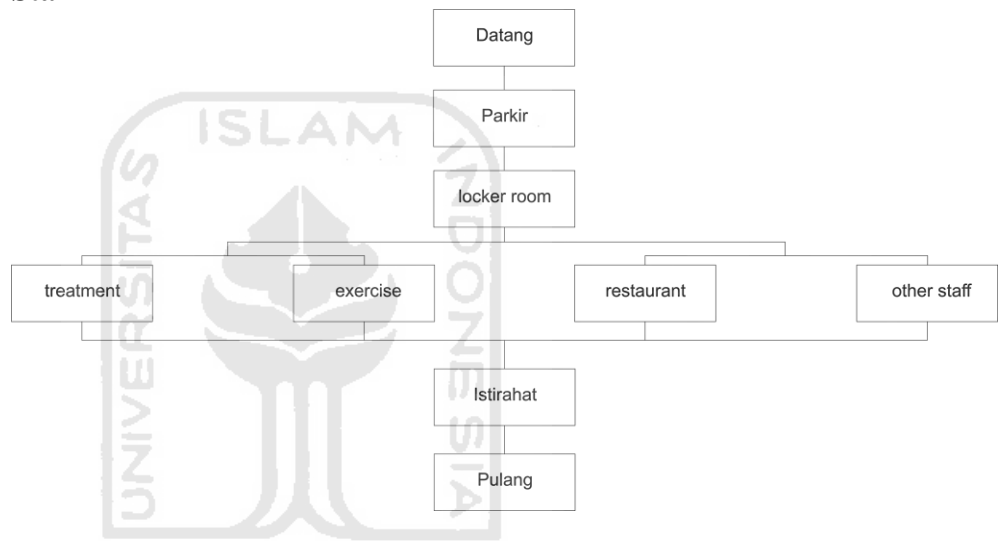 Datang
Parkir
locker room
treatment
exercise
restaurant
other staff
Istirahat
Pulang
ISLAM
UNIVERSITAS
INDONESIA